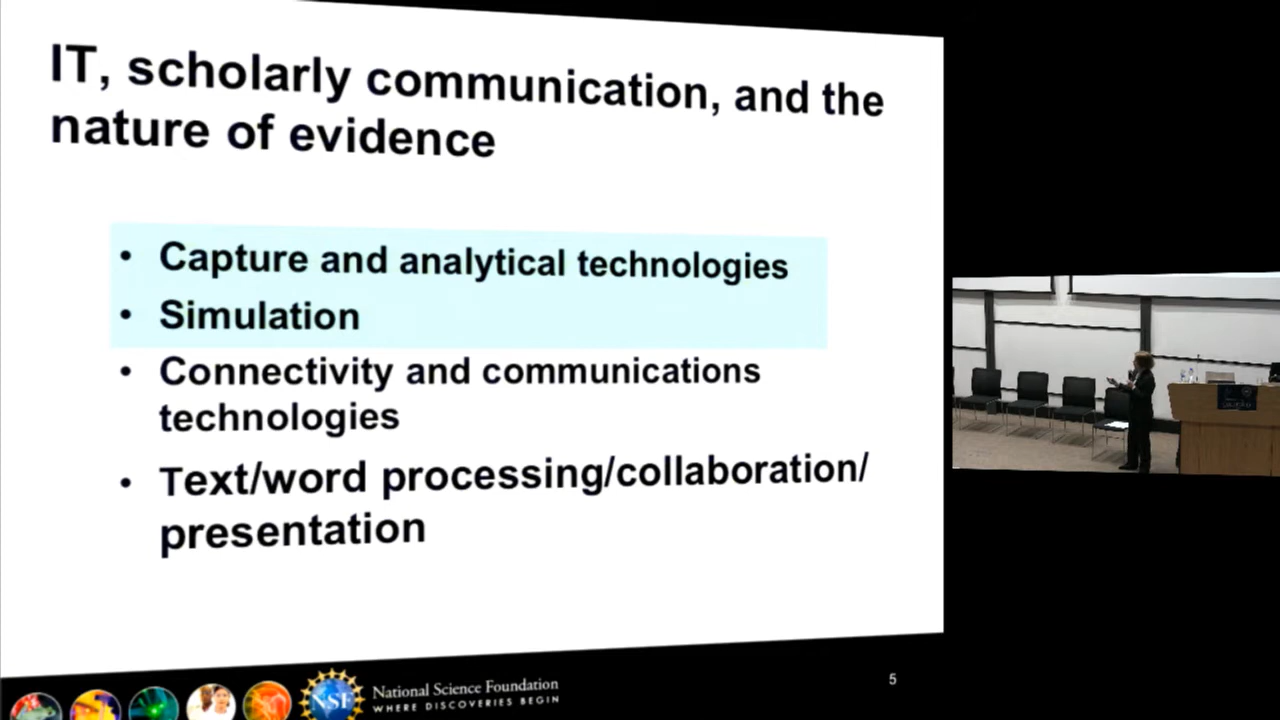 IT, scholarly communication, and the
nature of evidence
• Capture and analytical technologies
• Simulation
• Connectivity and communications
technologies
• Text/word processing/collaboration/
presentation
NSF
National Science Foundation
WHERE DISCOVERIES BEGIN
5